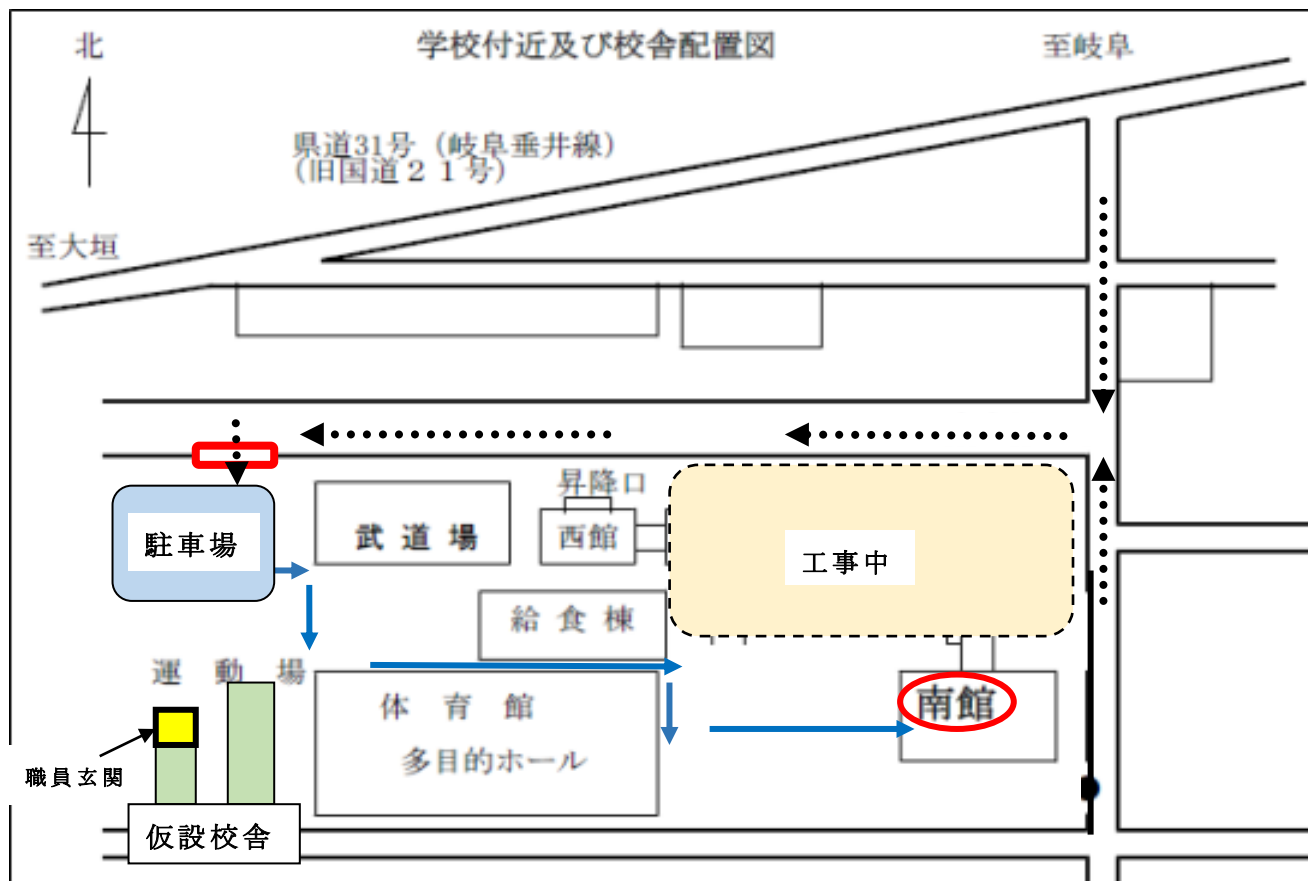 北
学校付近及び校舎配置図
至岐阜
県道31号（岐阜垂井線）
（旧国道２１号）
至大垣
昇降口
駐車場
武道場
西館
工事中
給食棟
運動場
体育館
南館
多目的ホール
職員玄関
仮設校舎